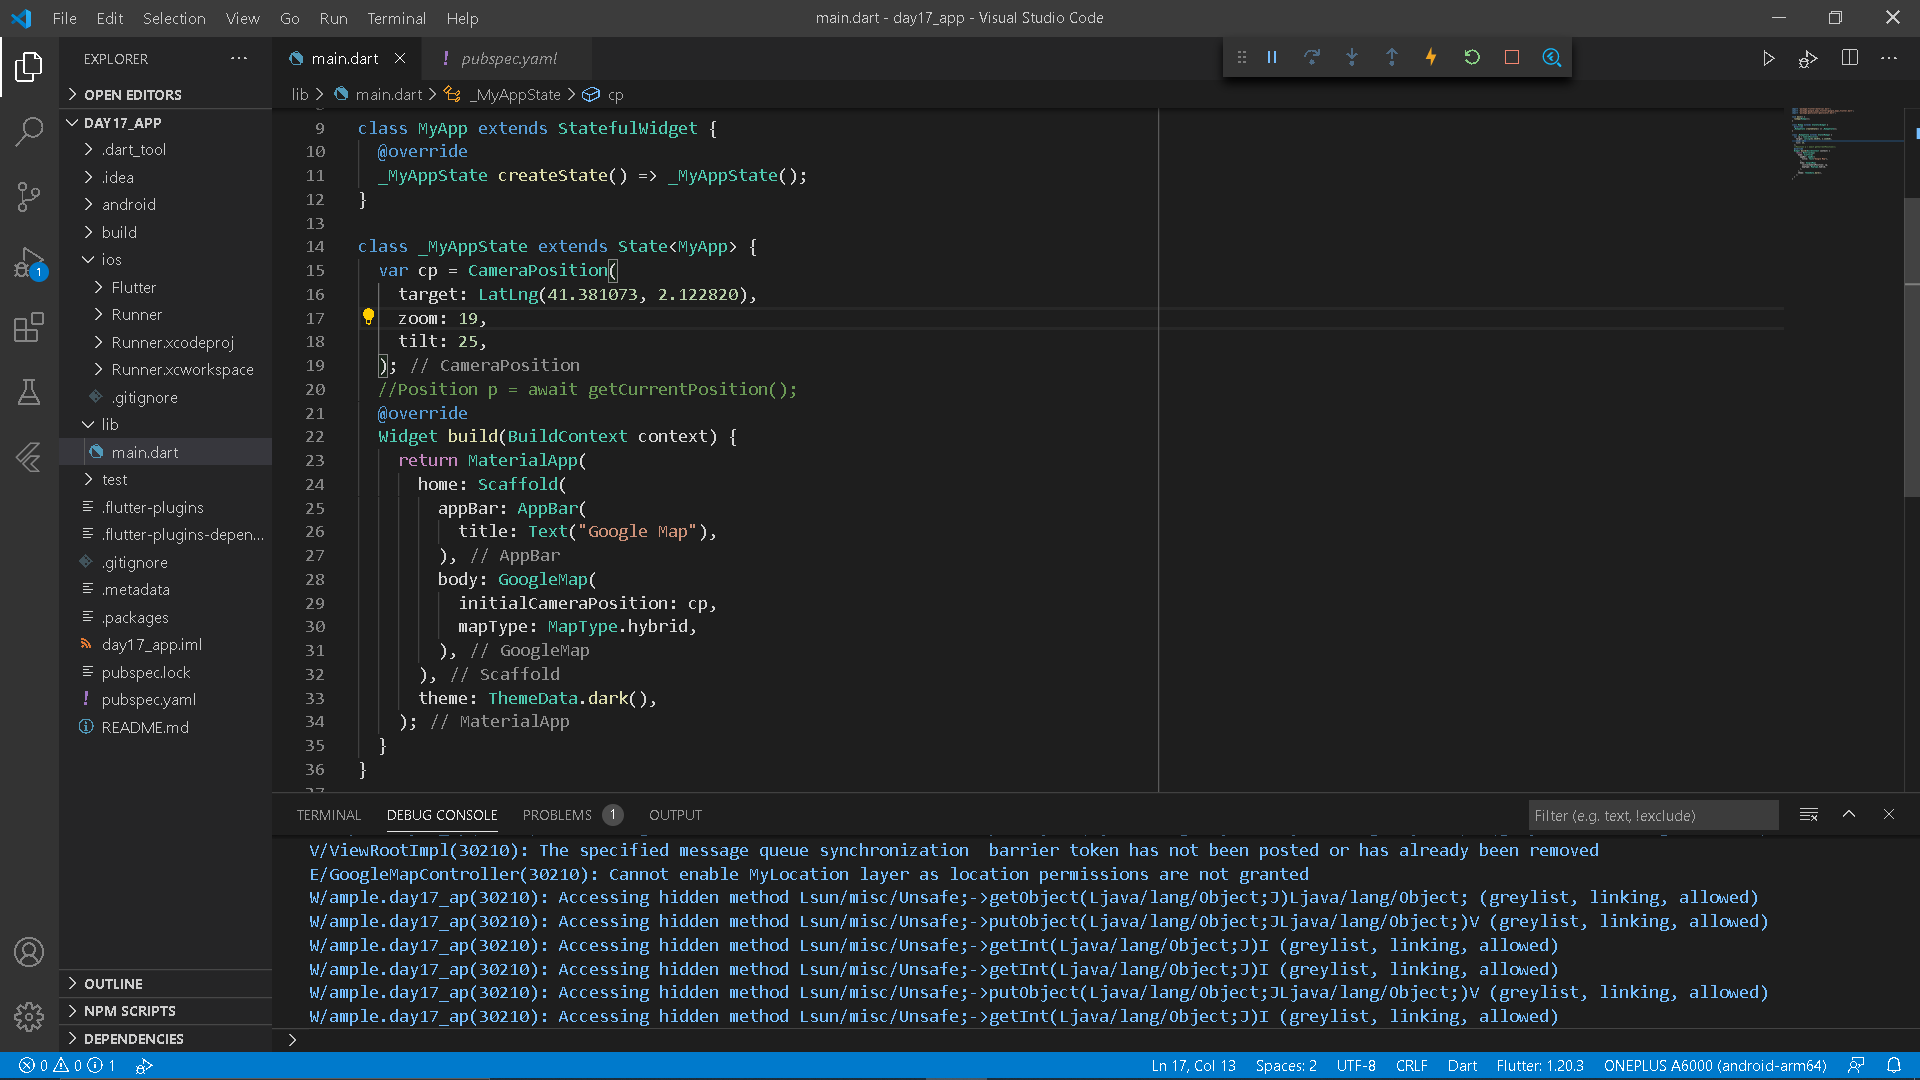 File Edit Selection View Go Run Terminal Help
main.dart - day17_app - Visual Studio Code
EXPLORER
main.dart
! pubspec.yaml
OPEN EDITORS
lib > main.dart > _MyAppState > cp
DAY17_APP
.dart_tool
.idea
android
build
ios
Flutter
Runner
Runner.xcodeproj
Runner.xcworkspace
.gitignore
lib
main.dart
test
.flutter-plugins
.flutter-plugins-depen...
.gitignore
.metadata
.packages
day17_app.iml
pubspec.lock
! pubspec.yaml
README.md
OUTLINE
NPM SCRIPTS
DEPENDENCIES
1
9 class MyApp extends StatefulWidget {
10 @override
11 _MyAppState createState() => _MyAppState();
12 }
13
14 class _MyAppState extends State<MyApp> {
15 var cp = CameraPosition(
16 target: LatLng(41.381073, 2.122820),
17 zoom: 19,
18 tilt: 25,
19 ); // CameraPosition
20 //Position p = await getCurrentPosition();
21 @override
22 Widget build(BuildContext context) {
23 return MaterialApp(
24 home: Scaffold(
25 appBar: AppBar(
26 title: Text("Google Map"),
27 ), // AppBar
28 body: GoogleMap(
29 initialCameraPosition: cp,
30 mapType: MapType.hybrid,
31 ), // GoogleMap
32 ), // Scaffold
33 theme: ThemeData.dark(),
34 ); // MaterialApp
35 }
36 }
TERMINAL DEBUG CONSOLE PROBLEMS 1 OUTPUT
Filter (e.g. text, !exclude)
V/ViewRootImpl(30210): The specified message queue synchronization  barrier token has not been posted or has already been removed
E/GoogleMapController(30210): Cannot enable MyLocation layer as location permissions are not granted
W/ample.day17_ap(30210): Accessing hidden method Lsun/misc/Unsafe;->getObject(Ljava/lang/Object;J)Ljava/lang/Object; (greylist, linking, allowed)
W/ample.day17_ap(30210): Accessing hidden method Lsun/misc/Unsafe;->putObject(Ljava/lang/Object;JLjava/lang/Object;)V (greylist, linking, allowed)
W/ample.day17_ap(30210): Accessing hidden method Lsun/misc/Unsafe;->getInt(Ljava/lang/Object;J)I (greylist, linking, allowed)
W/ample.day17_ap(30210): Accessing hidden method Lsun/misc/Unsafe;->getInt(Ljava/lang/Object;J)I (greylist, linking, allowed)
W/ample.day17_ap(30210): Accessing hidden method Lsun/misc/Unsafe;->putObject(Ljava/lang/Object;JLjava/lang/Object;)V (greylist, linking, allowed)
W/ample.day17_ap(30210): Accessing hidden method Lsun/misc/Unsafe;->getInt(Ljava/lang/Object;J)I (greylist, linking, allowed)
0 0 1
Ln 17, Col 13 Spaces: 2 UTF-8 CRLF Dart Flutter: 1.20.3 ONEPLUS A6000 (android-arm64)